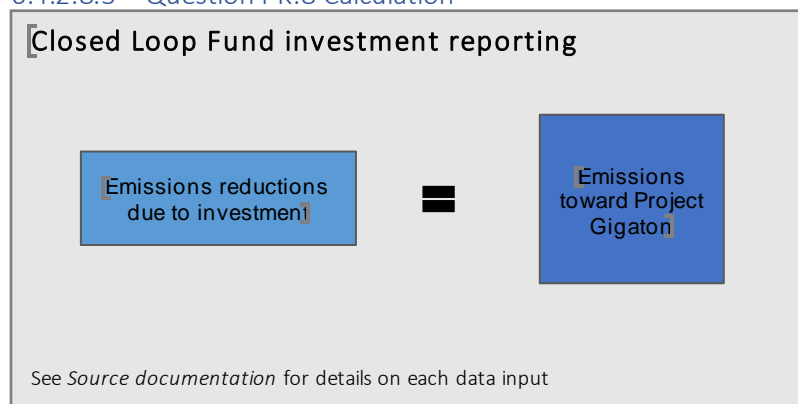 Closed Loop Fund investment reporting
Emissions reductions
due to investment
=
Emissions
toward Project
Gigaton
See Source documentation for details on each data input